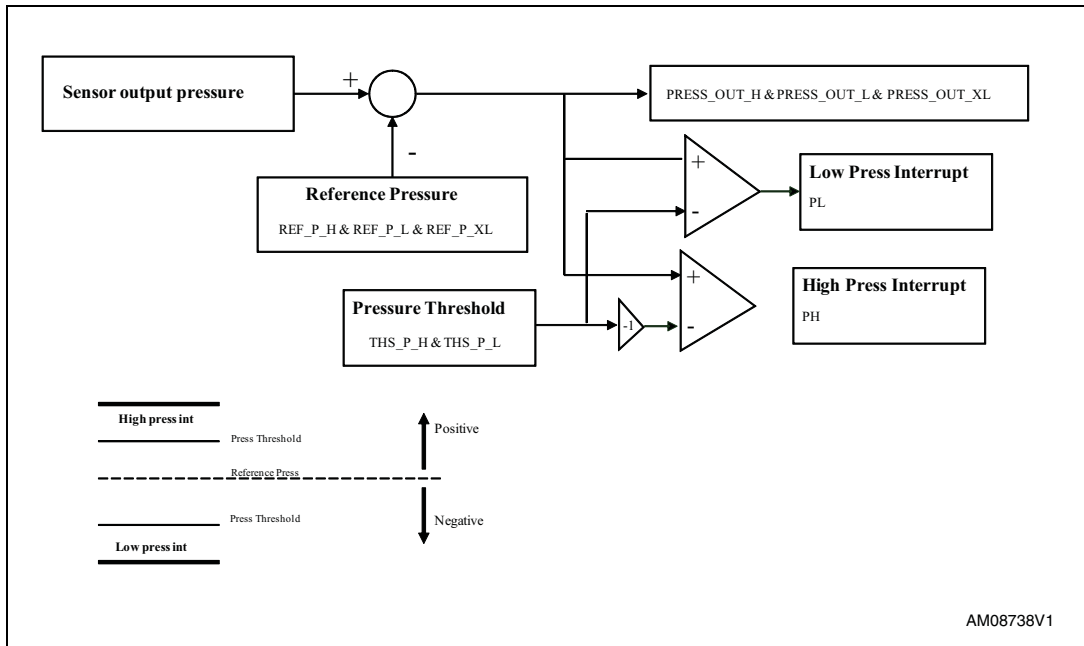 Sensor output pressure
+
-
PRESS_OUT_H & PRESS_OUT_L & PRESS_OUT_XL
Reference Pressure
REF_P_H & REF_P_L & REF_P_XL
+
-
Low Press Interrupt
PL
Pressure Threshold
THS_P_H & THS_P_L
-1
+
-
High Press Interrupt
PH
High press int
Press Threshold
Positive
Reference Press
Press Threshold
Negative
Low press int
AM08738V1